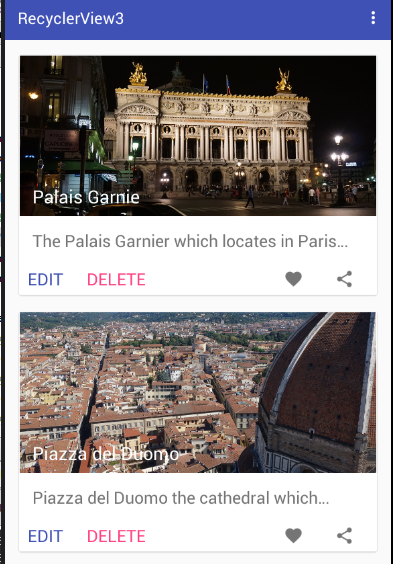 RecyclerView3
Palais Garnie
The Palais Garnier which locates in Paris...
EDIT DELETE
Piazza del Duomo
Piazza del Duomo the cathedral which...
EDIT DELETE